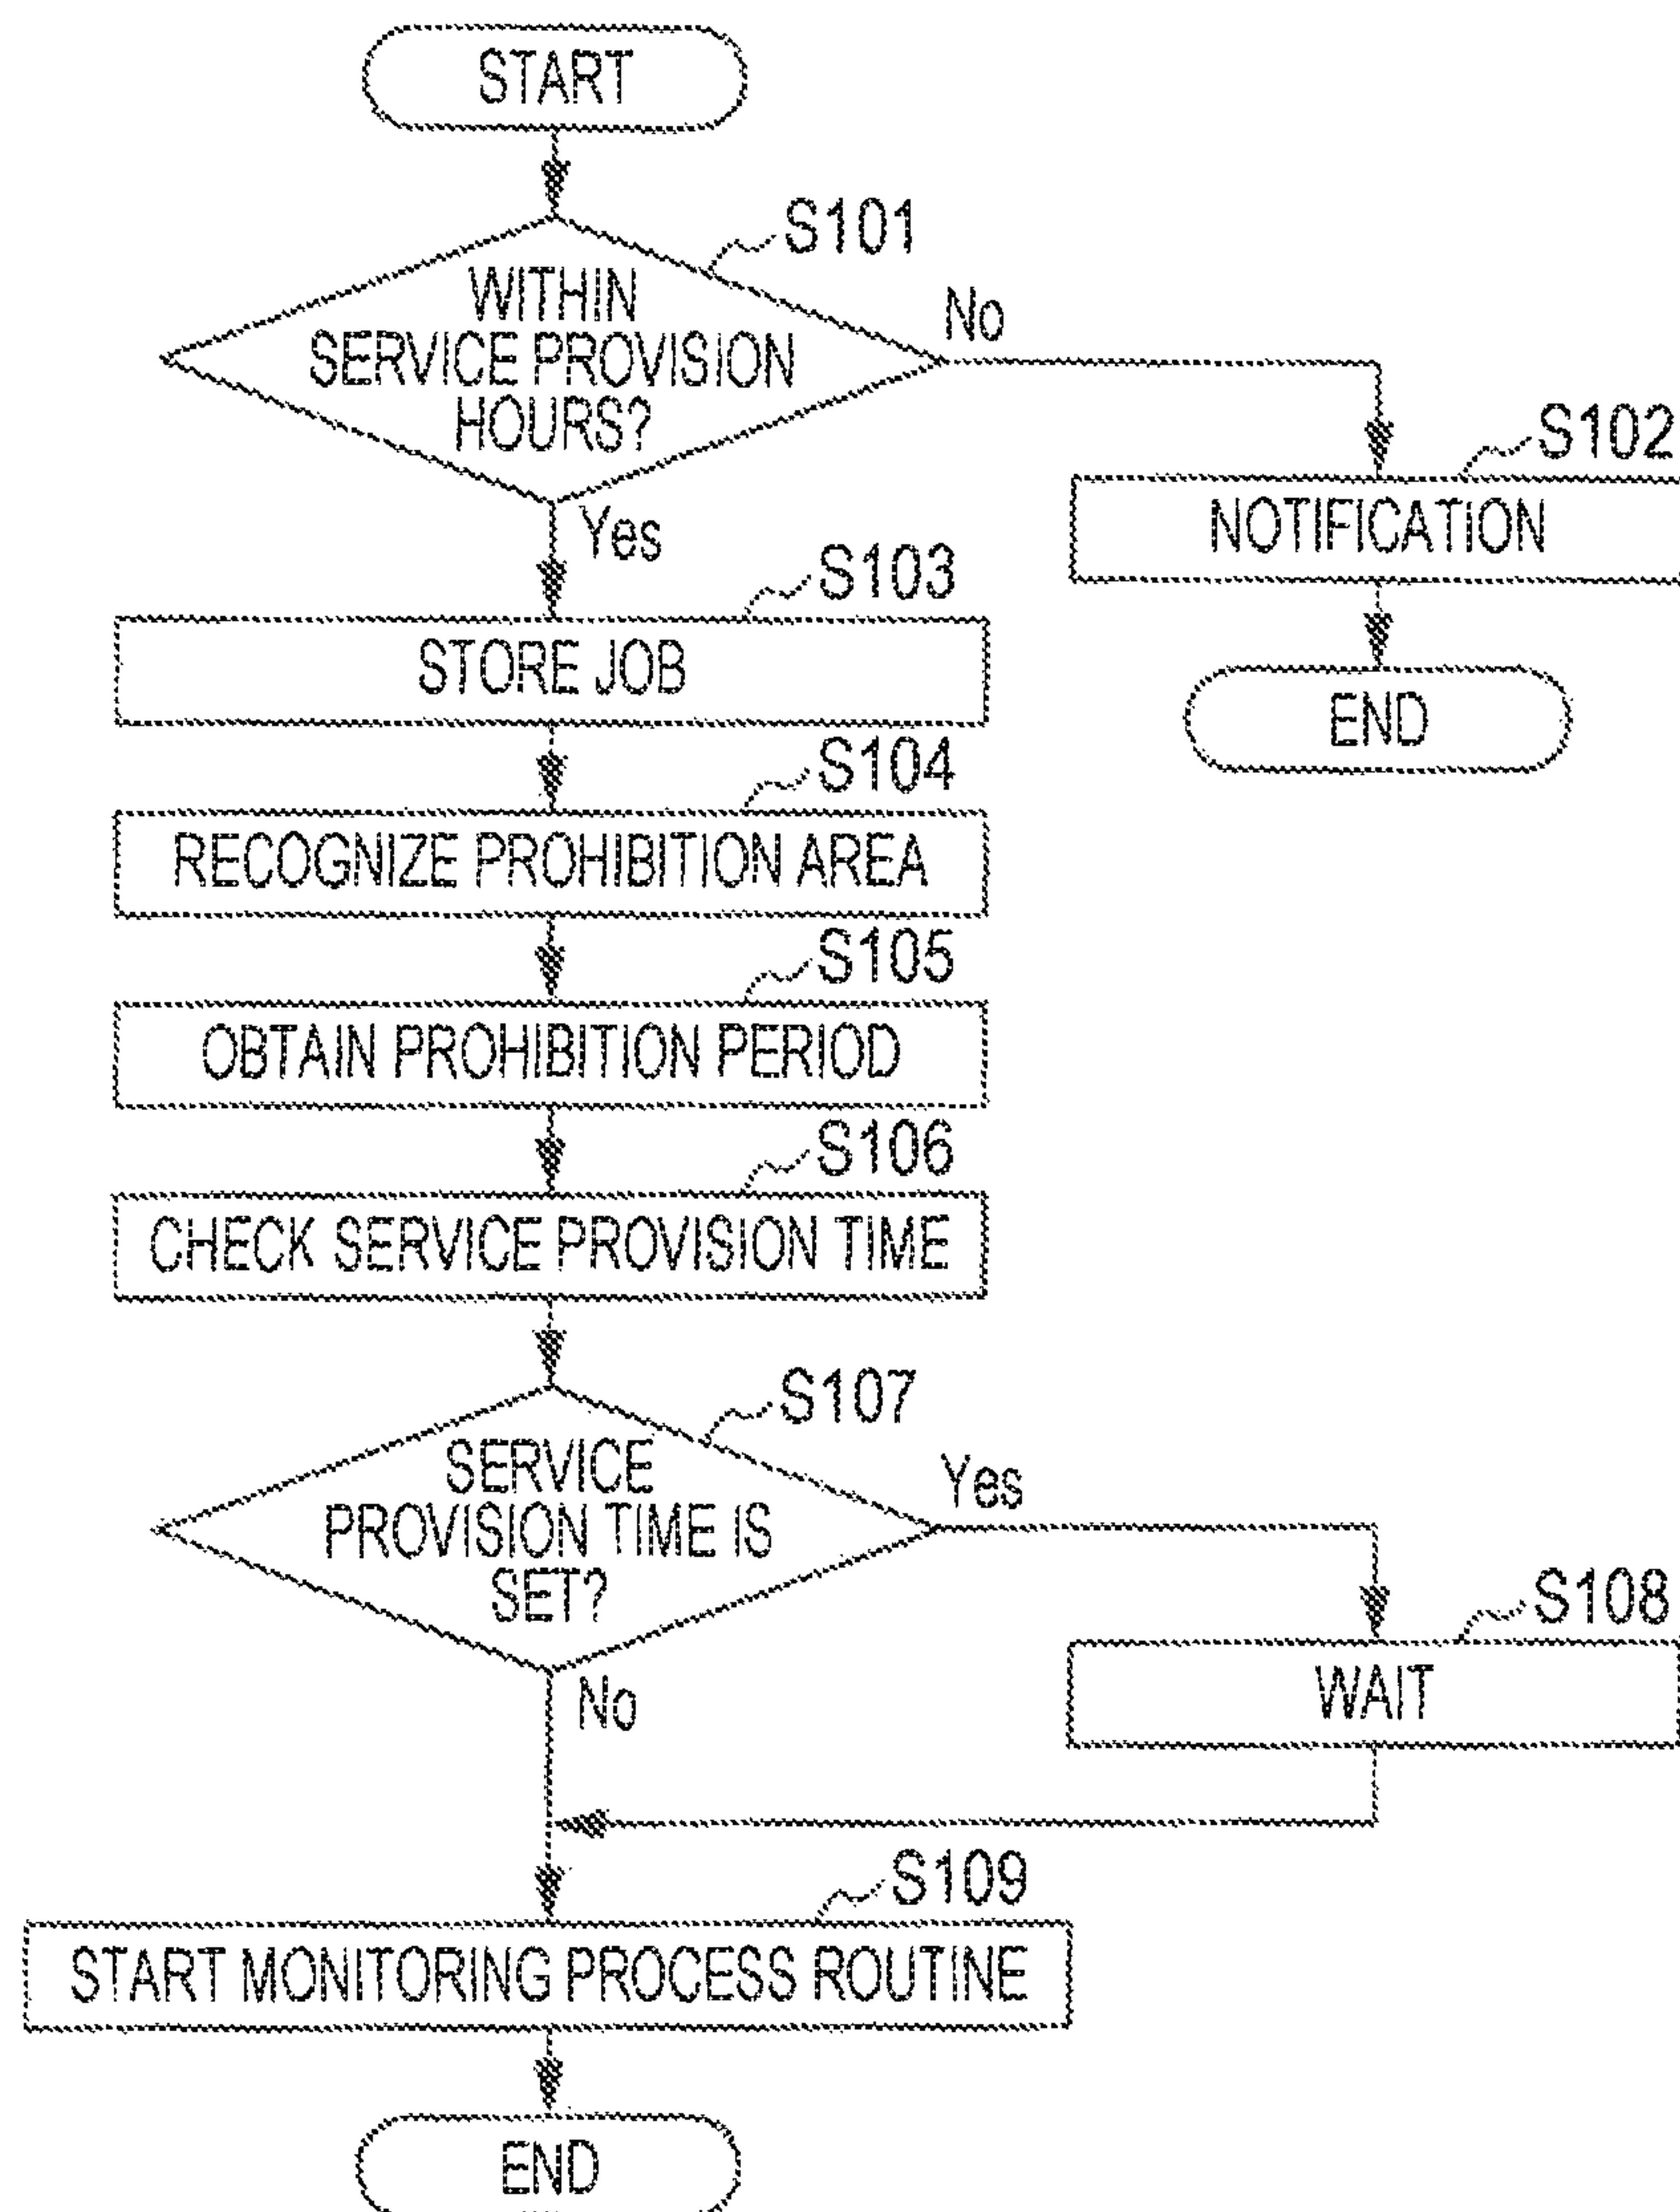 START
S101
WITHIN
SERVICE PROVISION
HOURS?
No
S102
NOTIFICATION
END
Yes
S103
STORE JOB
S104
RECOGNIZE PROHIBITION AREA
S105
OBTAIN PROHIBITION PERIOD
S106
CHECK SERVICE PROVISION TIME
S107
SERVICE
PROVISION TIME IS
SET?
Yes
S108
WAIT
No
S109
START MONITORING PROCESS ROUTINE
END